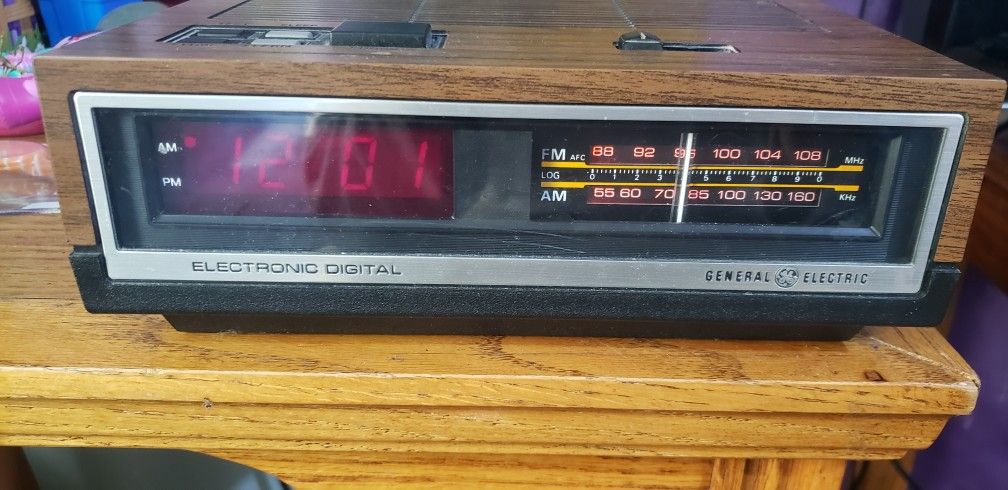 AM
12:01
PM
FM AFC 88 92 96 100 104 108 MHz
LOG 0 1 2 3 4 5 6 7 8 9 0
AM 55 60 70 85 100 130 160 KHz
ELECTRONIC DIGITAL
GENERAL GE ELECTRIC